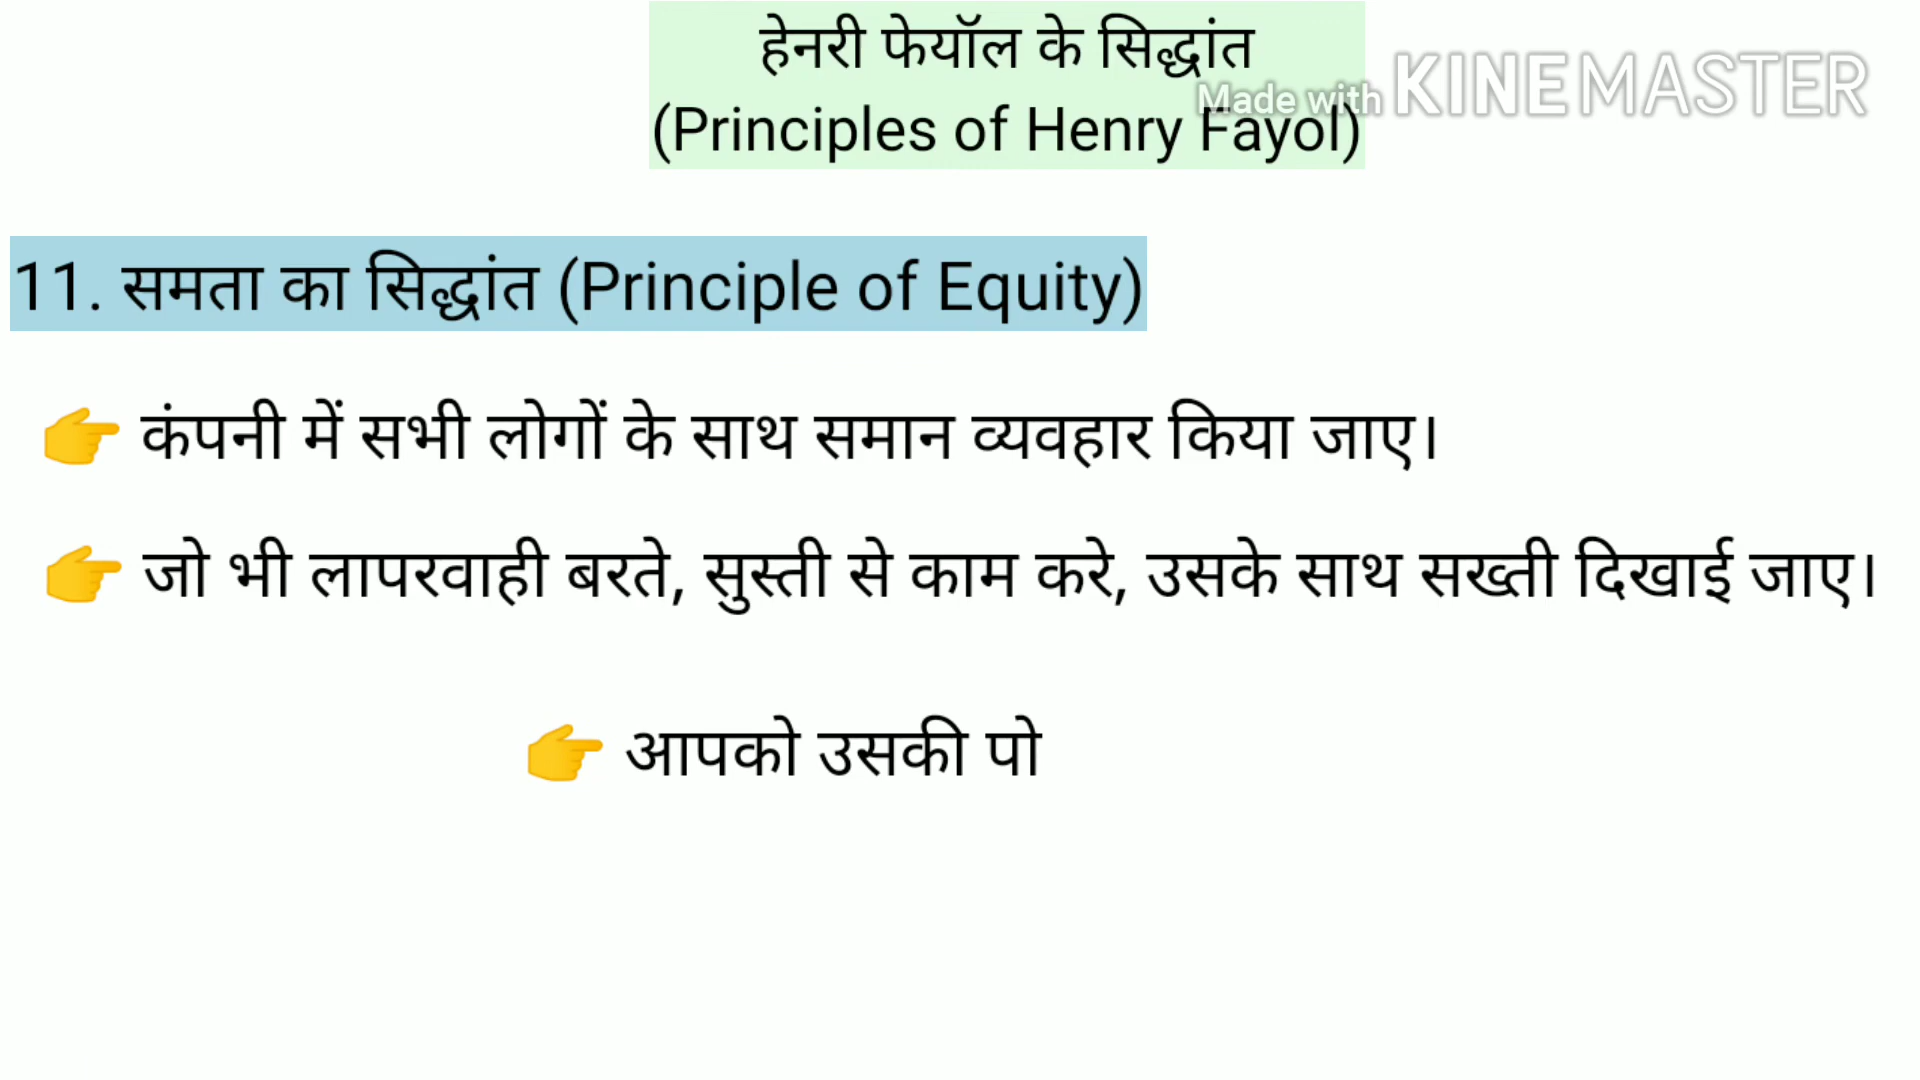 हेनरी फेयॉल के सिद्धांत
(Principles of Henry Fayol)
Made with KINEMASTER
11. समता का सिद्धांत (Principle of Equity)
👉 कंपनी में सभी लोगों के साथ समान व्यवहार किया जाए।
👉 जो भी लापरवाही बरते, सुस्ती से काम करे, उसके साथ सख्ती दिखाई जाए।
👉 आपको उसकी पो